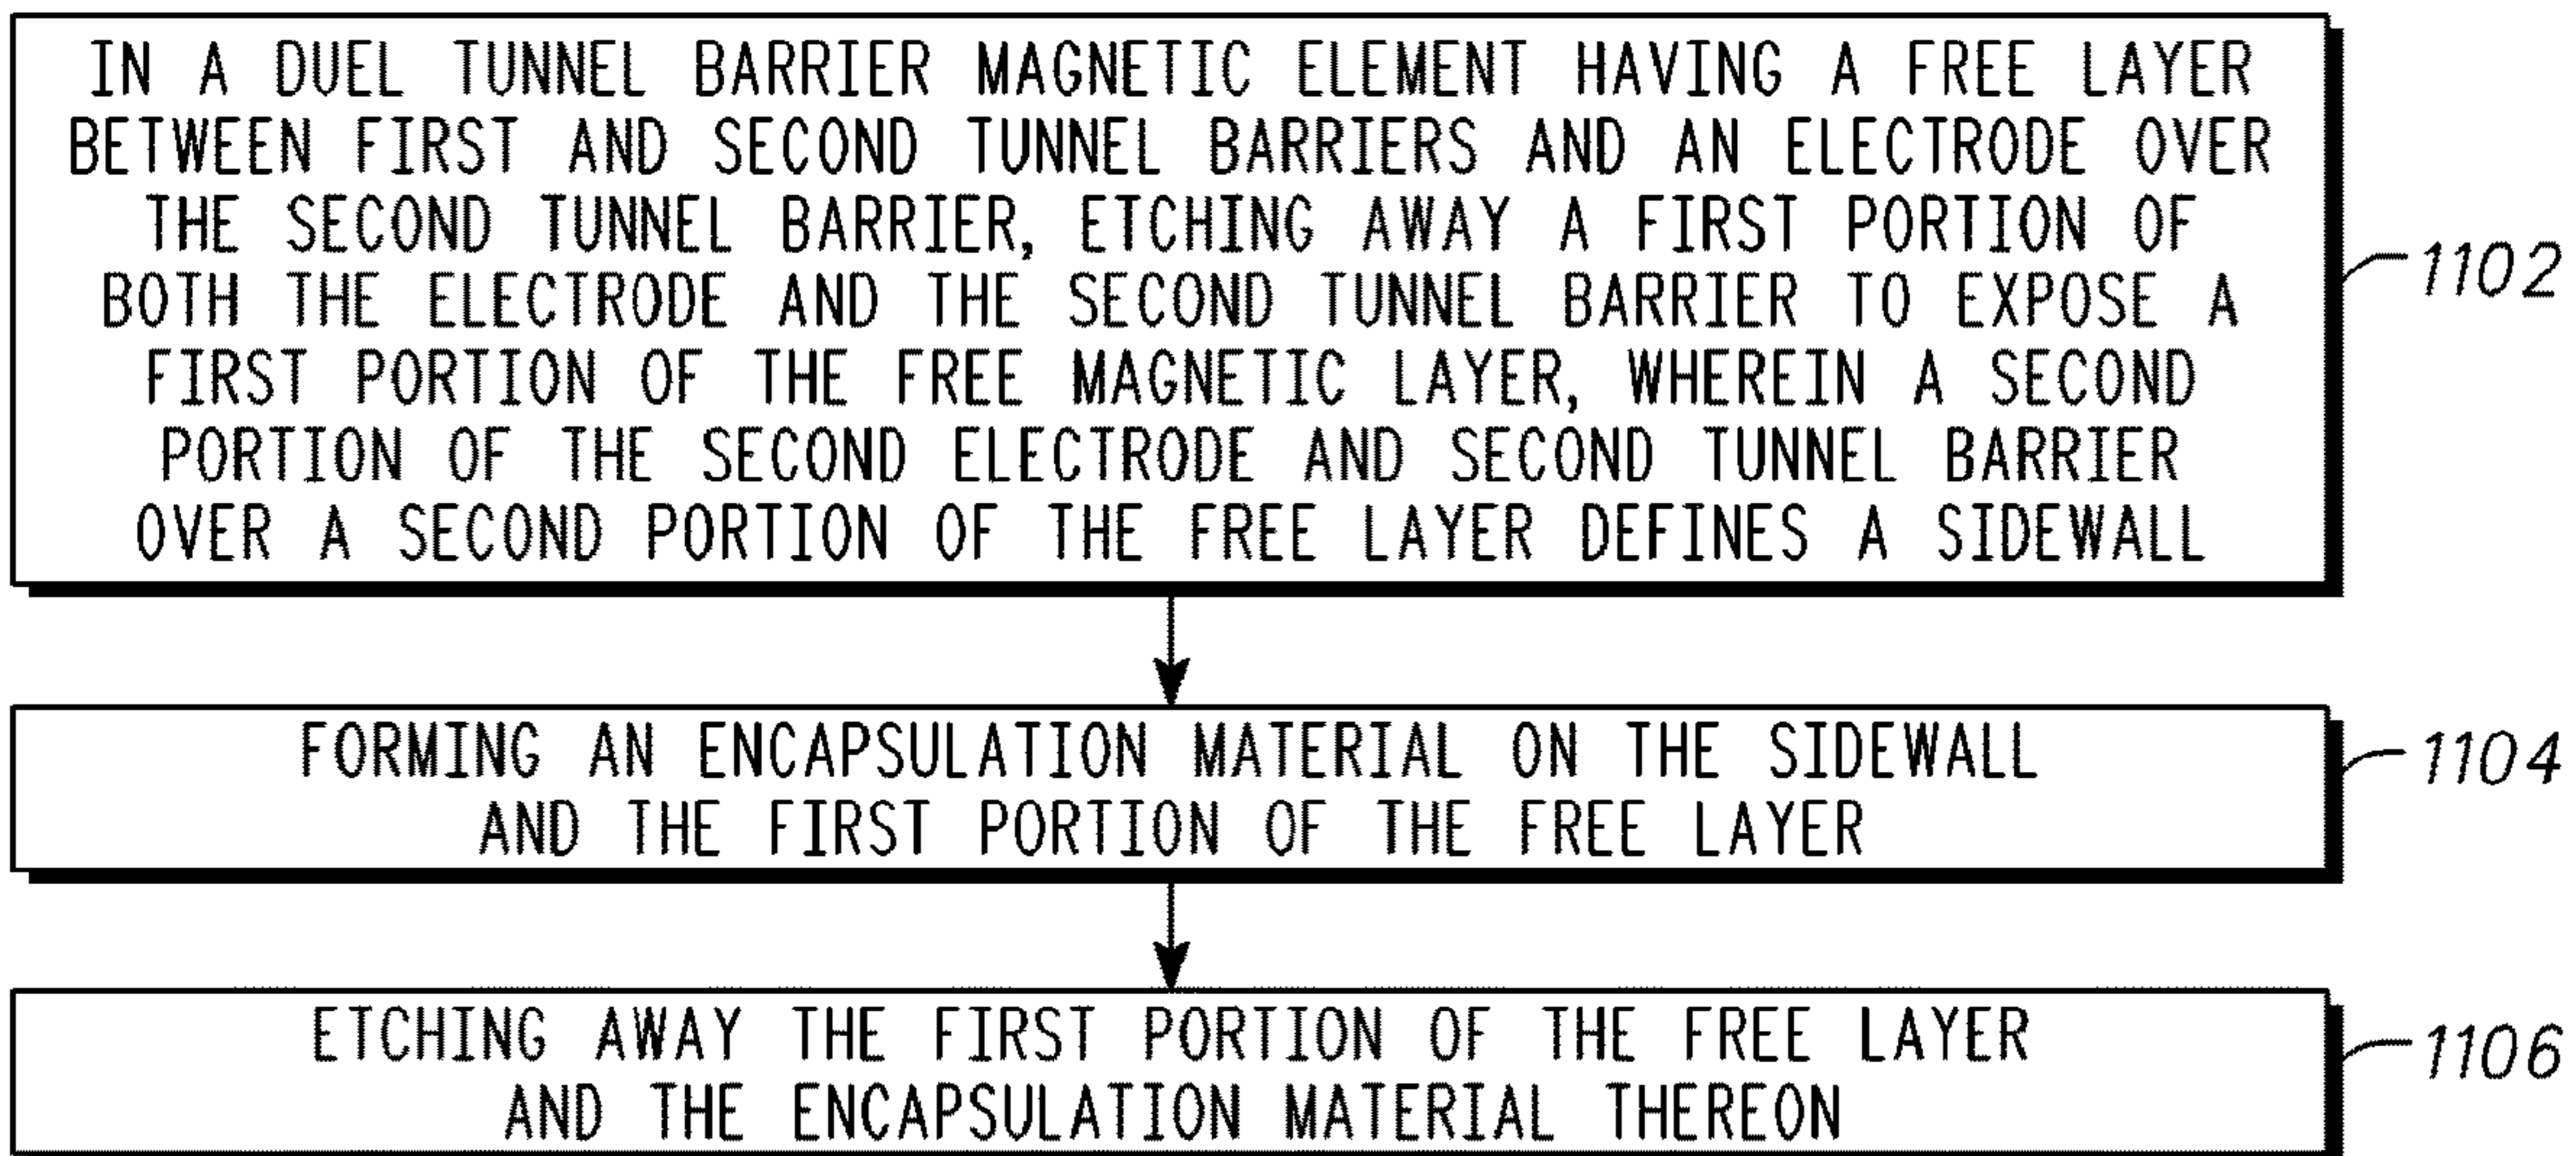 IN A DUEL TUNNEL BARRIER MAGNETIC ELEMENT HAVING A FREE LAYER
BETWEEN FIRST AND SECOND TUNNEL BARRIERS AND AN ELECTRODE OVER
THE SECOND TUNNEL BARRIER, ETCHING AWAY A FIRST PORTION OF
BOTH THE ELECTRODE AND THE SECOND TUNNEL BARRIER TO EXPOSE A
FIRST PORTION OF THE FREE MAGNETIC LAYER, WHEREIN A SECOND
PORTION OF THE SECOND ELECTRODE AND SECOND TUNNEL BARRIER
OVER A SECOND PORTION OF THE FREE LAYER DEFINES A SIDEWALL
1102
FORMING AN ENCAPSULATION MATERIAL ON THE SIDEWALL
AND THE FIRST PORTION OF THE FREE LAYER
1104
ETCHING AWAY THE FIRST PORTION OF THE FREE LAYER
AND THE ENCAPSULATION MATERIAL THEREON
1106